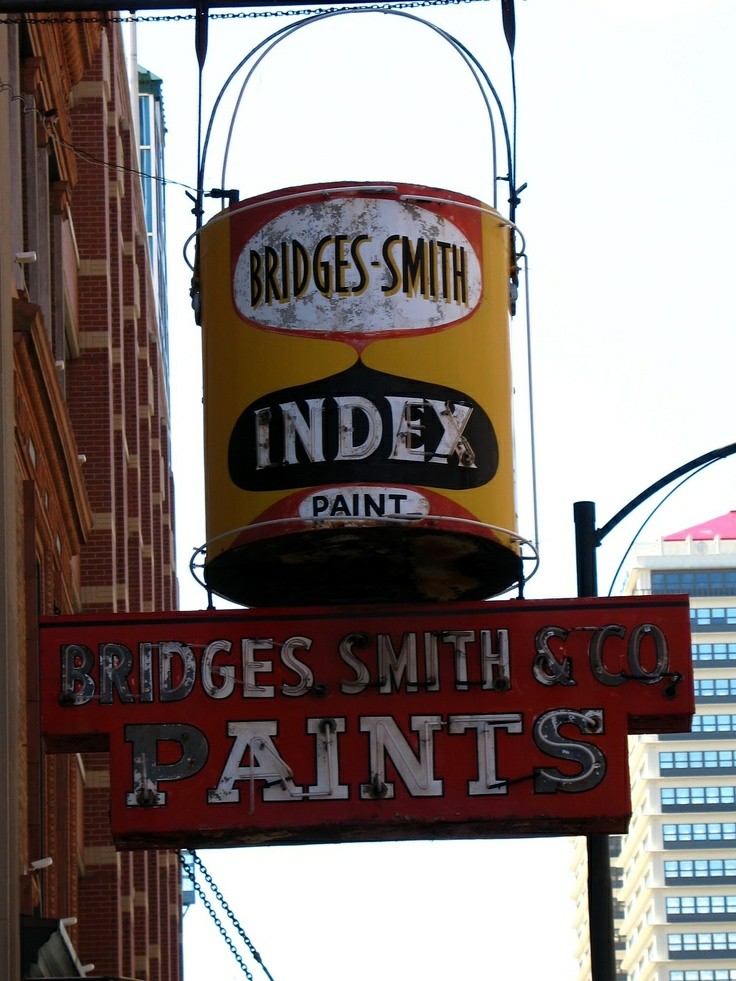 BRIDGES-SMITH
INDEX
PAINT
BRIDGES, SMITH & CO.
PAINTS